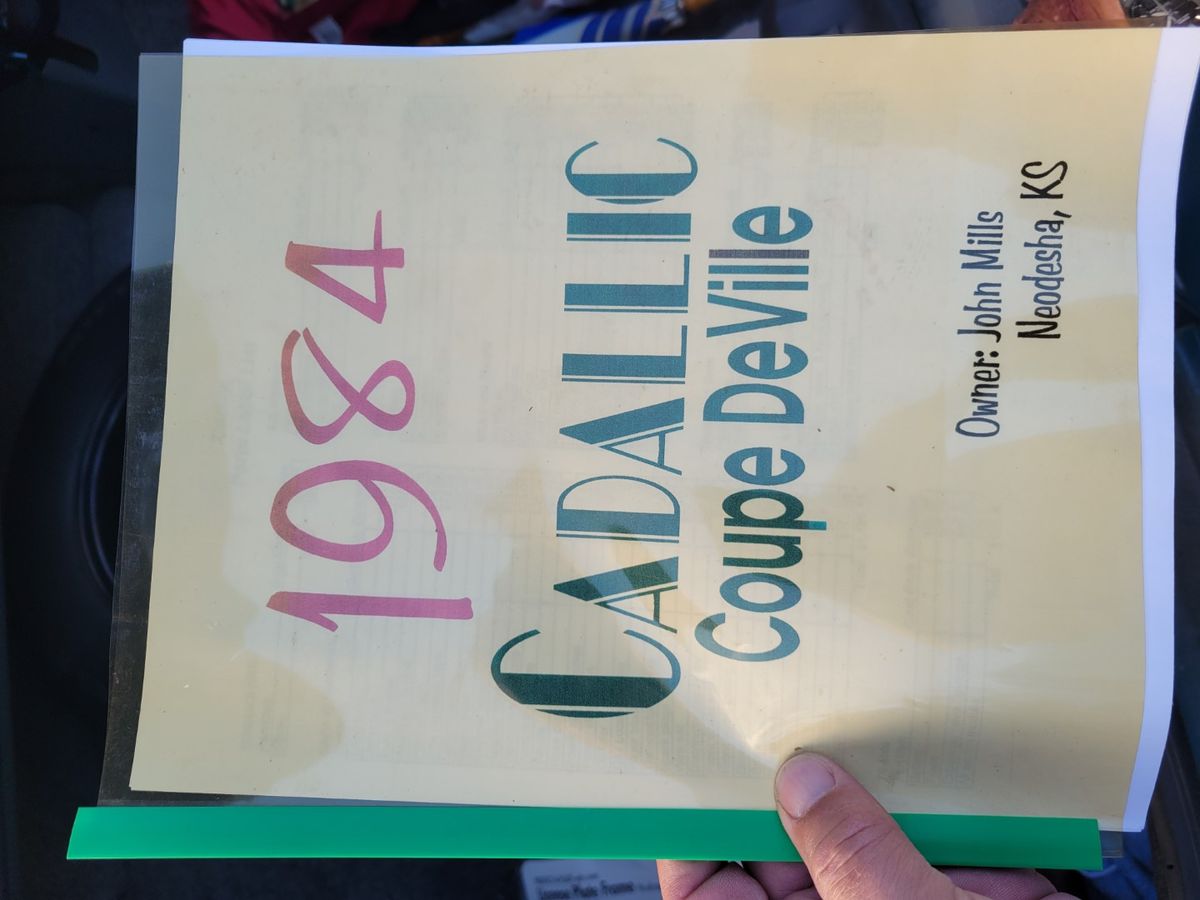 1984
CADALLIC
Coupe DeVille
Owner: John Mills
Neodesha, KS